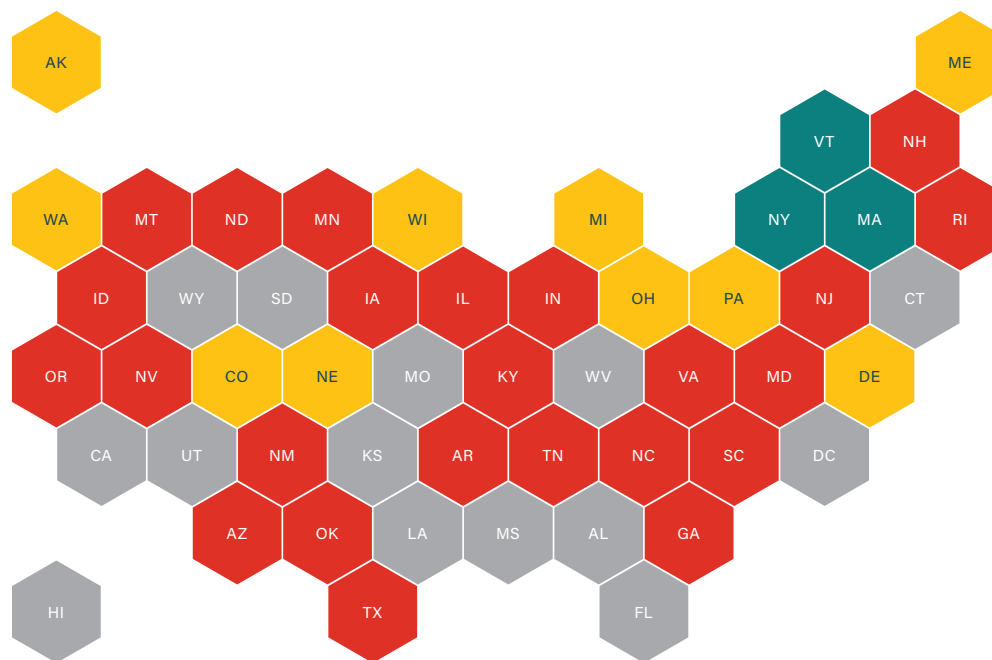 AK ME
VT NH
WA MT ND MN WI MI NY MA RI
ID WY SD IA IL IN OH PA NJ CT
OR NV CO NE MO KY WV VA MD DE
CA UT NM KS AR TN NC SC DC
AZ OK LA MS AL GA
HI TX FL